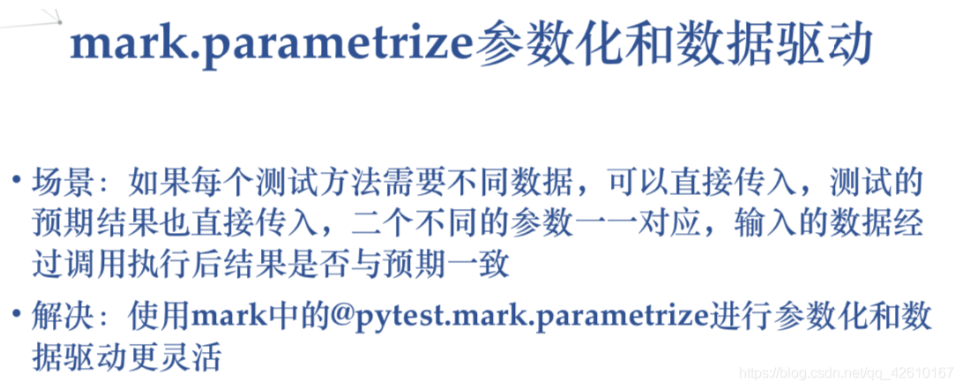 mark.parametrize参数化和数据驱动
• 场景：如果每个测试方法需要不同数据，可以直接传入，测试的
预期结果也直接传入，二个不同的参数一一对应，输入的数据经
过调用执行后结果是否与预期一致
• 解决：使用mark中的@pytest.mark.parametrize进行参数化和数
据驱动更灵活
https://blog.csdn.net/qq_42610167